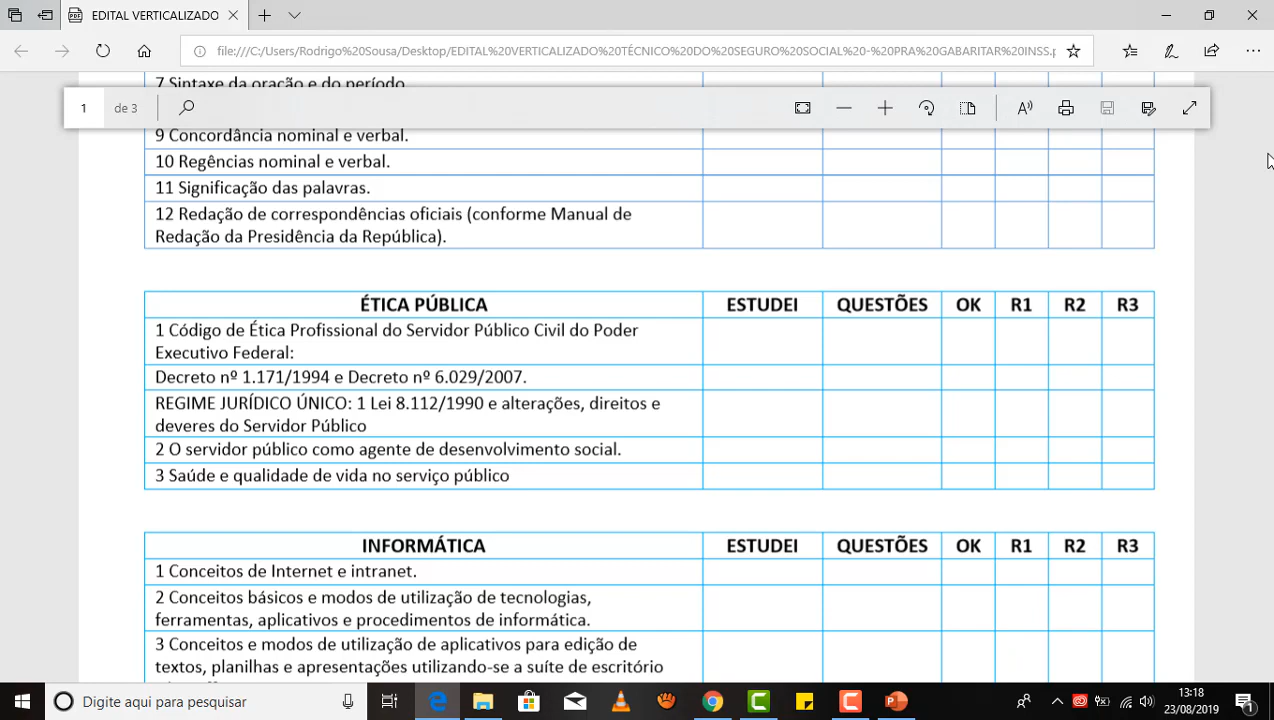 EDITAL VERTICALIZADO
file:///C:/Users/Rodrigo%20Sousa/Desktop/EDITAL%20VERTICALIZADO%20TÉCNICO%20DO%20SEGURO%20SOCIAL%20-%20PRA%20GABARITAR%20INSS.p
7 Sintaxe da oração e do período.
1 de 3
9 Concordância nominal e verbal.
10 Regências nominal e verbal.
11 Significação das palavras.
12 Redação de correspondências oficiais (conforme Manual de
Redação da Presidência da República).
ÉTICA PÚBLICA ESTUDEI QUESTÕES OK R1 R2 R3
1 Código de Ética Profissional do Servidor Público Civil do Poder
Executivo Federal:
Decreto nº 1.171/1994 e Decreto nº 6.029/2007.
REGIME JURÍDICO ÚNICO: 1 Lei 8.112/1990 e alterações, direitos e
deveres do Servidor Público
2 O servidor público como agente de desenvolvimento social.
3 Saúde e qualidade de vida no serviço público
INFORMÁTICA ESTUDEI QUESTÕES OK R1 R2 R3
1 Conceitos de Internet e intranet.
2 Conceitos básicos e modos de utilização de tecnologias,
ferramentas, aplicativos e procedimentos de informática.
3 Conceitos e modos de utilização de aplicativos para edição de
textos, planilhas e apresentações utilizando-se a suíte de escritório
Digite aqui para pesquisar
13:18
23/08/2019